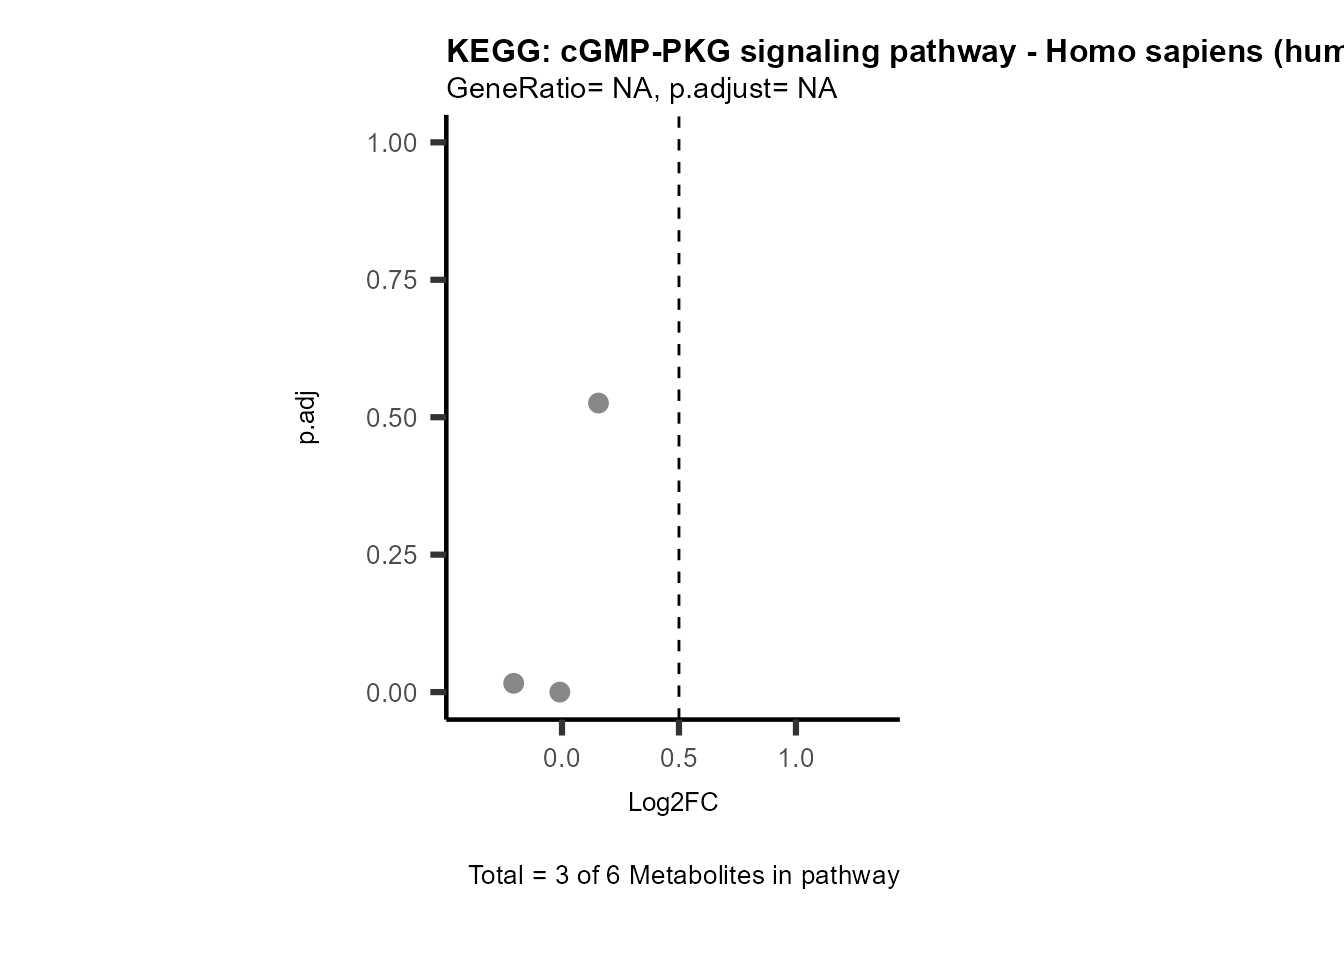 KEGG: cGMP-PKG signaling pathway - Homo sapiens (hum
GeneRatio= NA, p.adjust= NA
1.00
0.75
0.50
0.25
0.00
p.adj
0.0 0.5 1.0
Log2FC
Total = 3 of 6 Metabolites in pathway